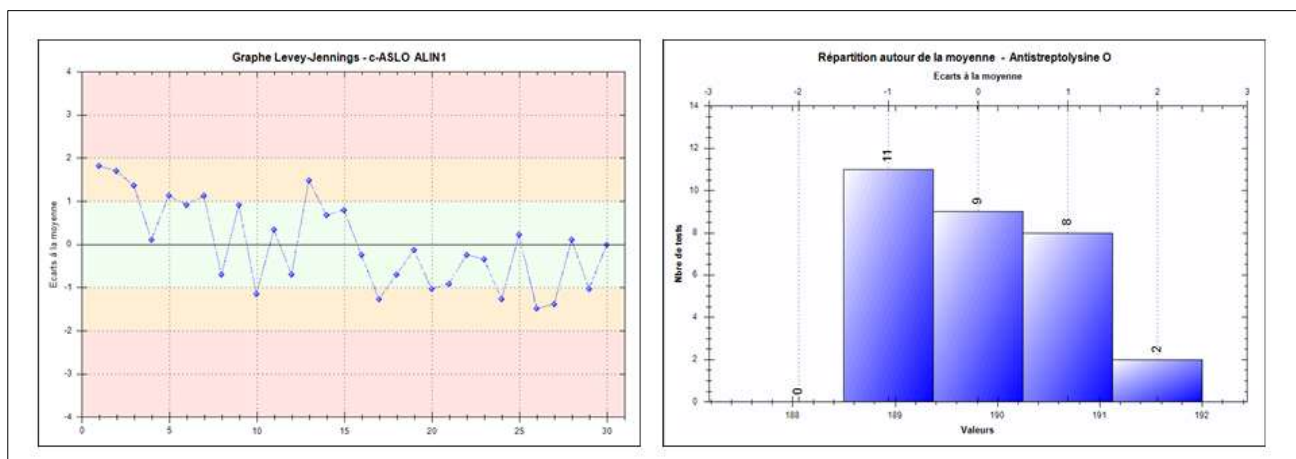 Graphe Levey-Jennings - c-ASLO ALIN1
Ecarts á la moyenne
4
3
2
1
0
-1
-2
-3
-4
0 5 10 15 20 25 30
Répartition autour de la moyenne - Antistreptolysine O
Ecarts á la moyenne
-3 -2 -1 0 1 2 3
Nbre de tests
14
12
10
8
6
4
2
0
0
11
9
8
2
188 189 190 191 192
Valeurs